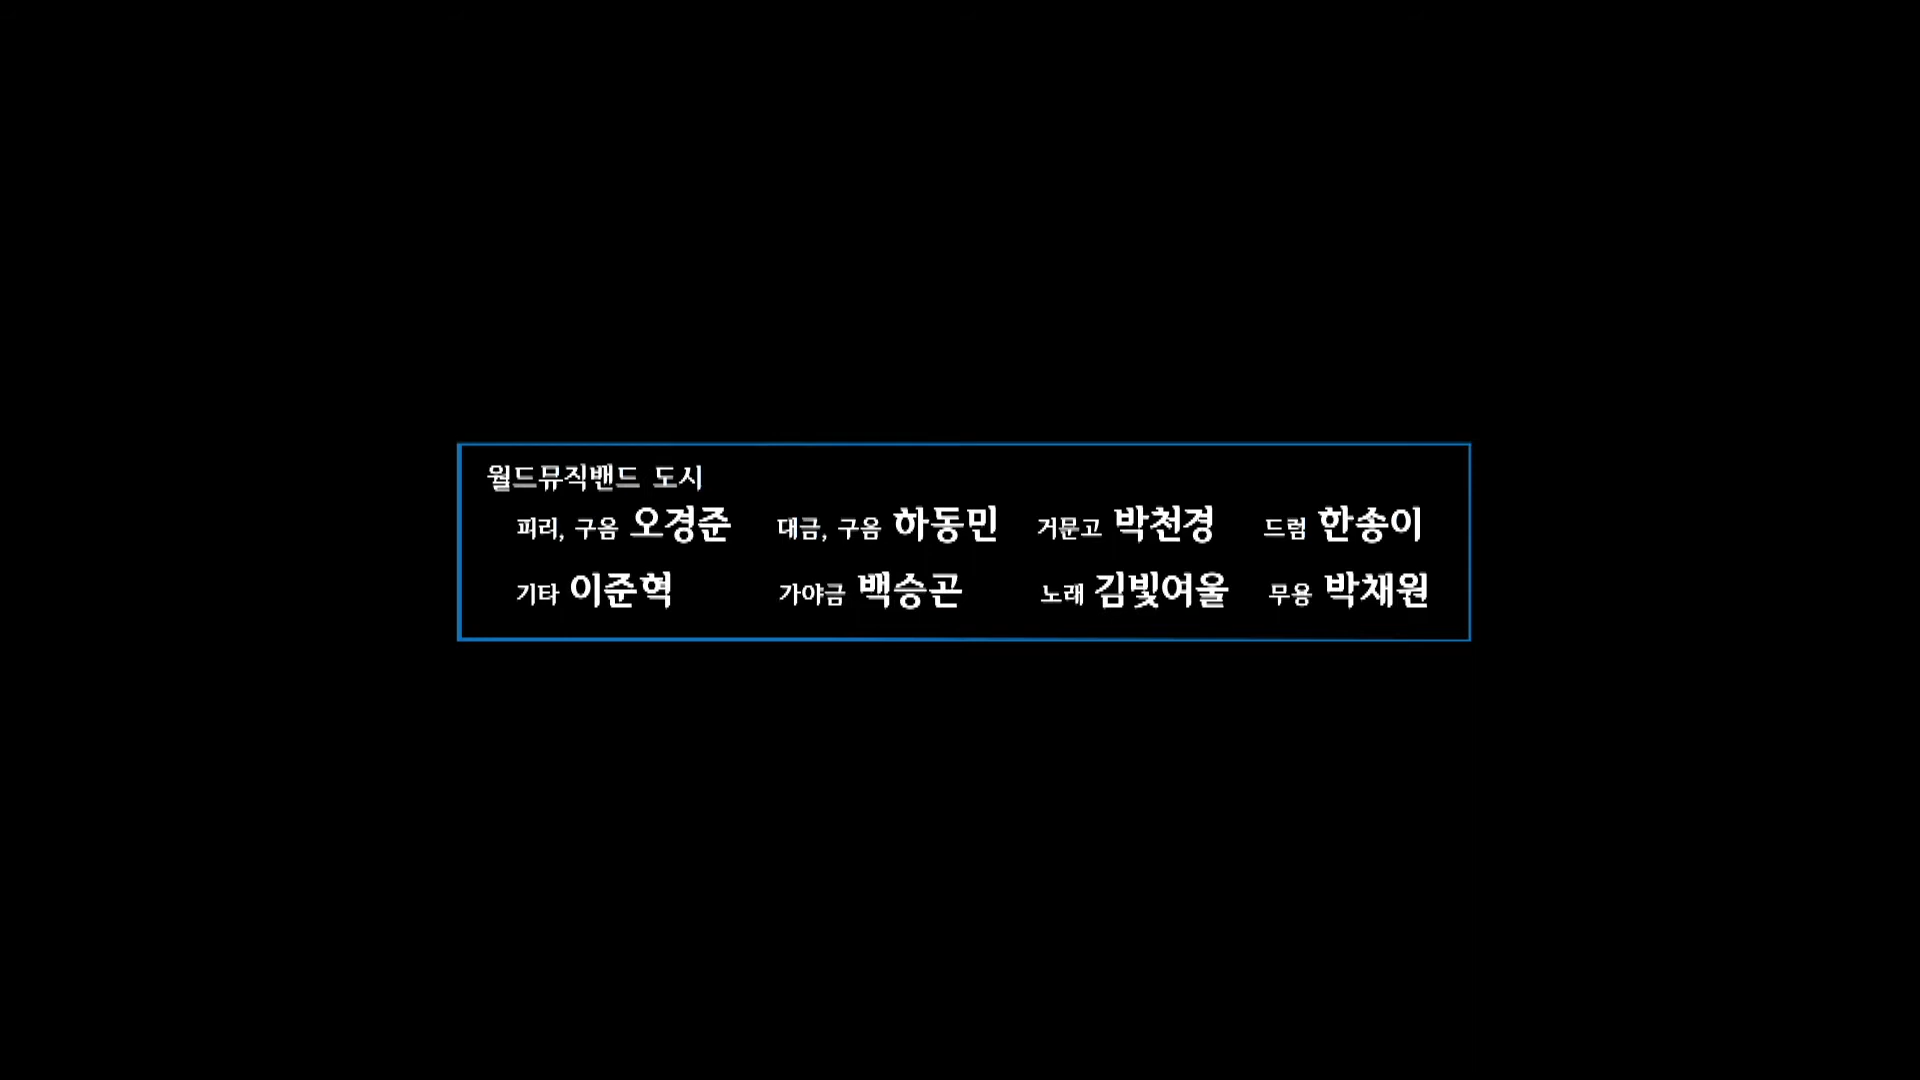 월드뮤직밴드 도시
피리, 구음 오경준 대금, 구음 하동민 거문고 박천경 드럼 한송이
기타 이준혁 가야금 백승곤 노래 김빛여울 무용 박채원